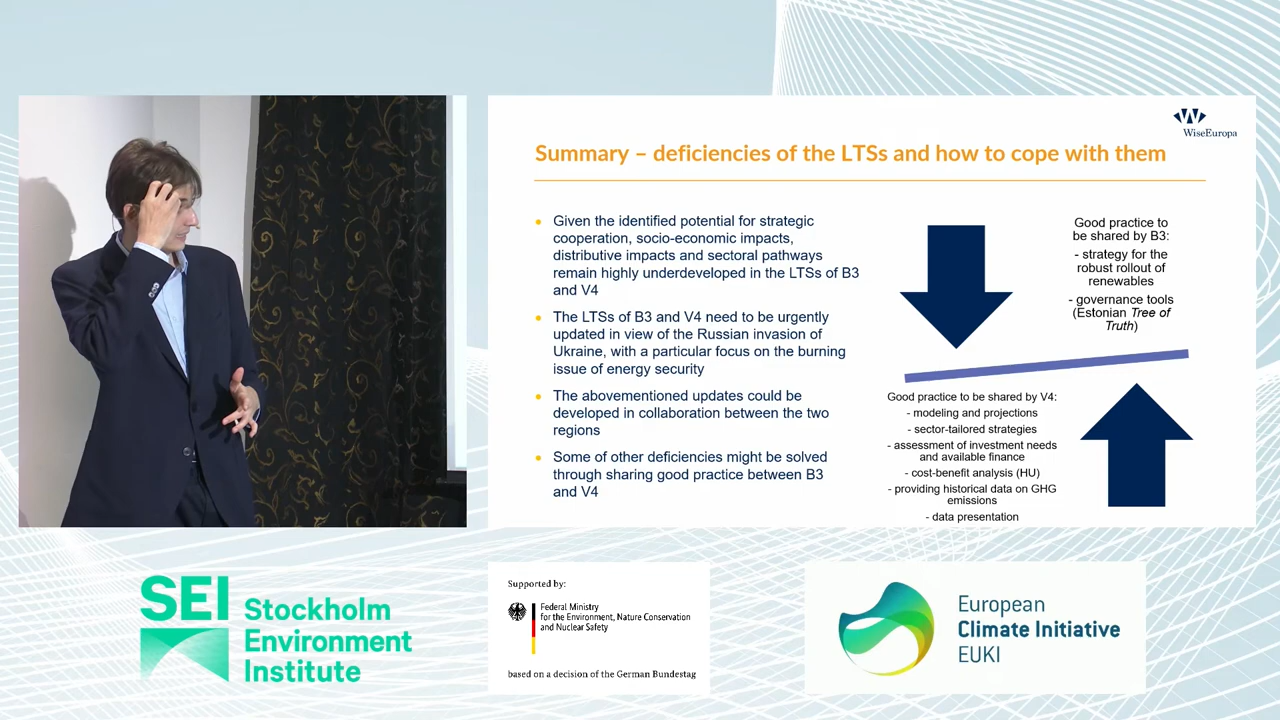 WiseEuropa
Summary – deficiencies of the LTSs and how to cope with them
• Given the identified potential for strategic
cooperation, socio-economic impacts,
distributive impacts and sectoral pathways
remain highly underdeveloped in the LTSs of B3
and V4
• The LTSs of B3 and V4 need to be urgently
updated in view of the Russian invasion of
Ukraine, with a particular focus on the burning
issue of energy security
• The abovementioned updates could be
developed in collaboration between the two
regions
• Some of other deficiencies might be solved
through sharing good practice between B3
and V4
Good practice to
be shared by B3:
- strategy for the
robust rollout of
renewables
- governance tools
(Estonian Tree of
Truth)
Good practice to be shared by V4:
- modeling and projections
- sector-tailored strategies
- assessment of investment needs
and available finance
- cost-benefit analysis (HU)
- providing historical data on GHG
emissions
- data presentation
SEI Stockholm
Environment
Institute
Supported by:
Federal Ministry
for the Environment, Nature Conservation
and Nuclear Safety
based on a decision of the German Bundestag
European
Climate Initiative
EUKI